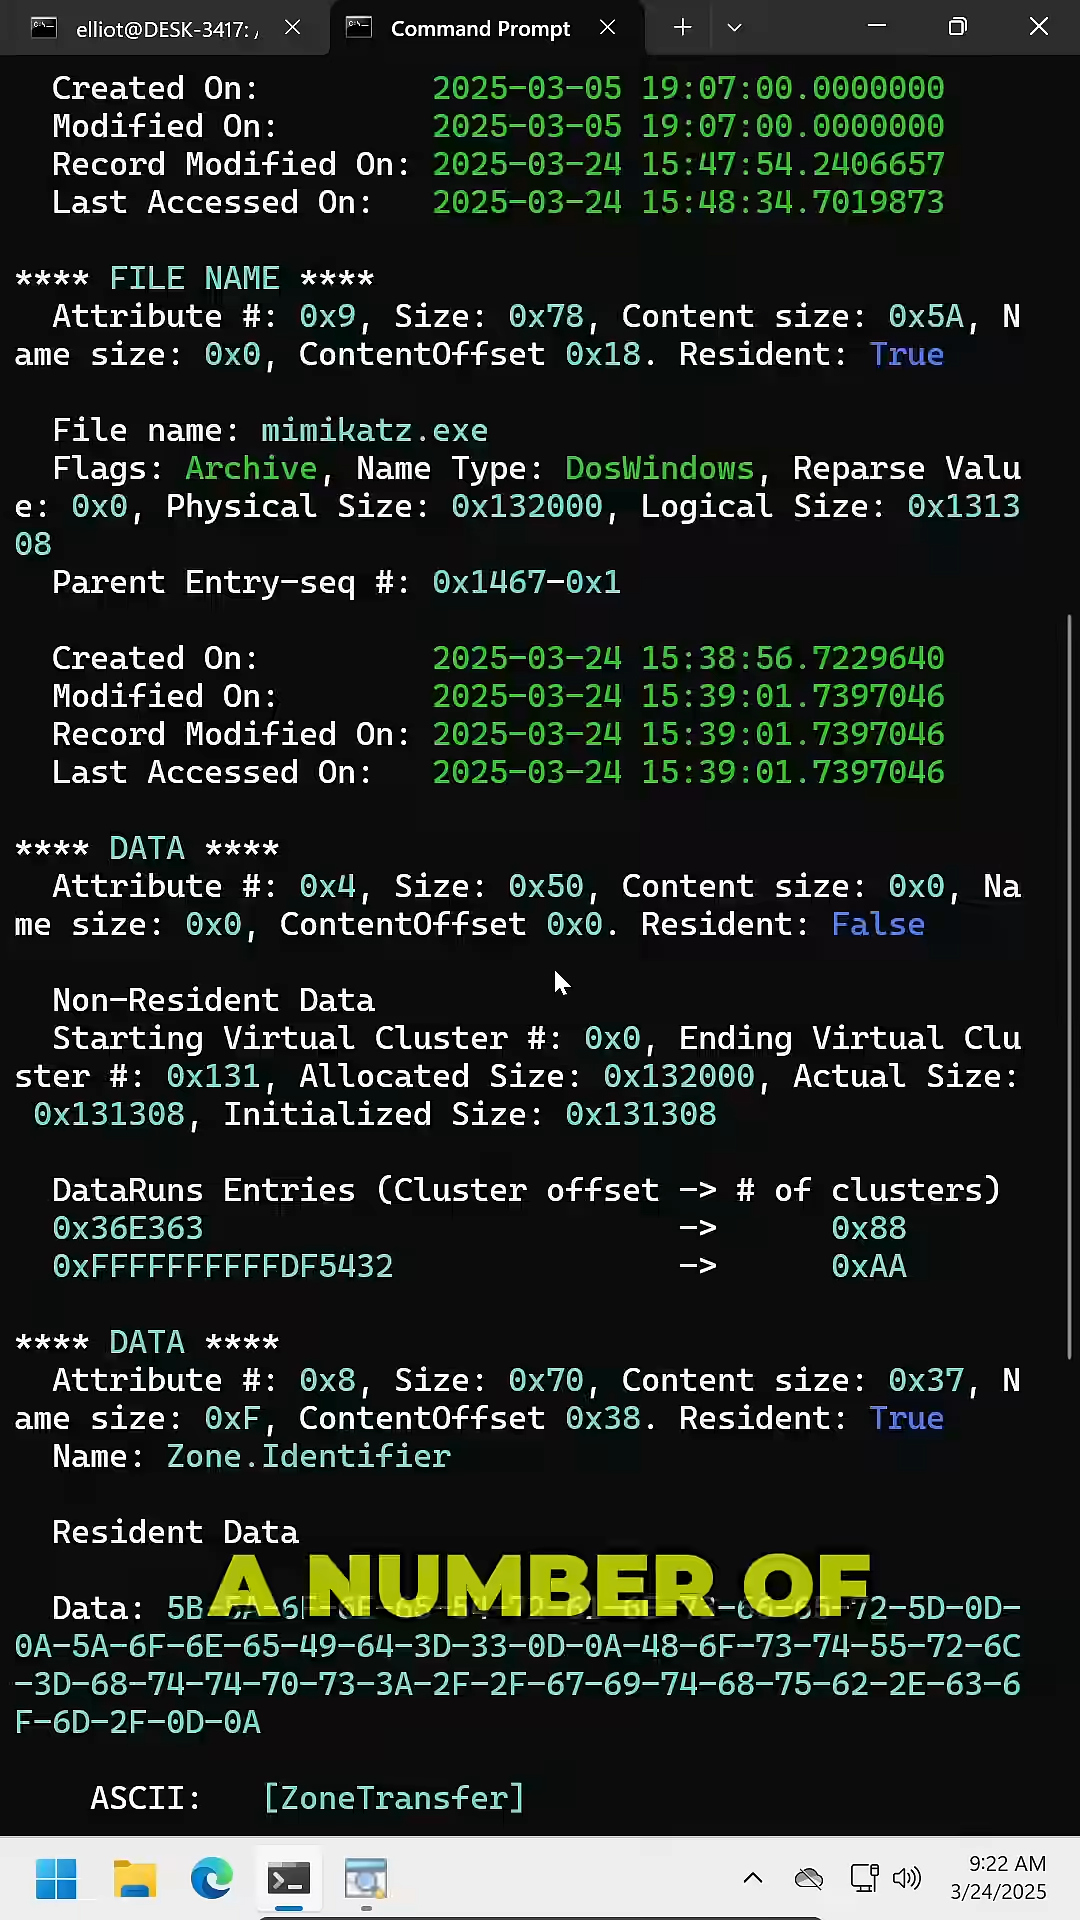 elliot@DESK-3417: /
Command Prompt
Created On: 2025-03-05 19:07:00.0000000
Modified On: 2025-03-05 19:07:00.0000000
Record Modified On: 2025-03-24 15:47:54.2406657
Last Accessed On: 2025-03-24 15:48:34.7019873
**** FILE NAME ****
Attribute #: 0x9, Size: 0x78, Content size: 0x5A, N
ame size: 0x0, ContentOffset 0x18. Resident: True
File name: mimikatz.exe
Flags: Archive, Name Type: DosWindows, Reparse Valu
e: 0x0, Physical Size: 0x132000, Logical Size: 0x1313
08
Parent Entry-seq #: 0x1467-0x1
Created On: 2025-03-24 15:38:56.7229640
Modified On: 2025-03-24 15:39:01.7397046
Record Modified On: 2025-03-24 15:39:01.7397046
Last Accessed On: 2025-03-24 15:39:01.7397046
**** DATA ****
Attribute #: 0x4, Size: 0x50, Content size: 0x0, Na
me size: 0x0, ContentOffset 0x0. Resident: False
Non-Resident Data
Starting Virtual Cluster #: 0x0, Ending Virtual Clu
ster #: 0x131, Allocated Size: 0x132000, Actual Size:
0x131308, Initialized Size: 0x131308
DataRuns Entries (Cluster offset -> # of clusters)
0x36E363 -> 0x88
0xFFFFFFFFFFDF5432 -> 0xAA
**** DATA ****
Attribute #: 0x8, Size: 0x70, Content size: 0x37, N
ame size: 0xF, ContentOffset 0x38. Resident: True
Name: Zone.Identifier
Resident Data
A NUMBER OF
Data: 5B-5A-6F-6E-65-54-72-61-6E-73-66-65-72-5D-0D-
0A-5A-6F-6E-65-49-64-3D-33-0D-0A-48-6F-73-74-55-72-6C
-3D-68-74-74-70-73-3A-2F-2F-67-69-74-68-75-62-2E-63-6
F-6D-2F-0D-0A
ASCII: [ZoneTransfer]
9:22 AM
3/24/2025